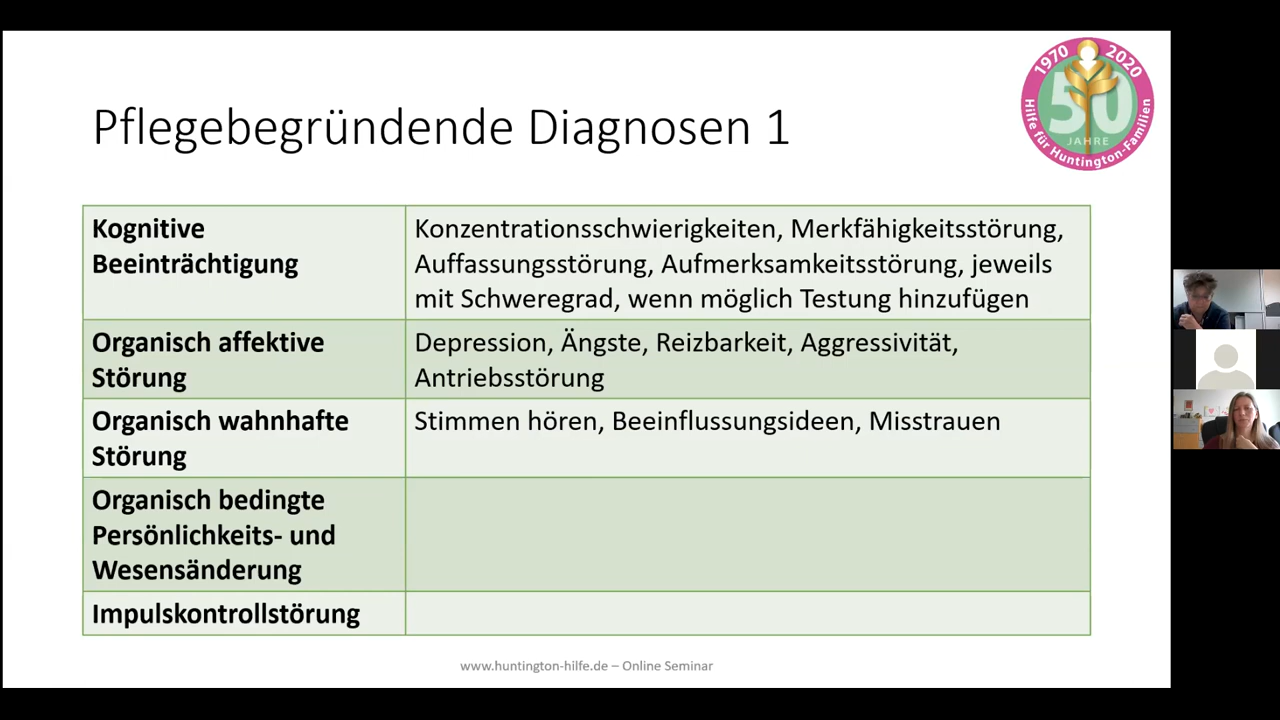 Pflegebegründende Diagnosen 1
1970 2020
50
JAHRE
Hilfe für Huntington-Familien
Kognitive
Beeinträchtigung
Konzentrationsschwierigkeiten, Merkfähigkeitsstörung,
Auffassungsstörung, Aufmerksamkeitsstörung, jeweils
mit Schweregrad, wenn möglich Testung hinzufügen
Organisch affektive
Störung
Depression, Ängste, Reizbarkeit, Aggressivität,
Antriebsstörung
Organisch wahnhafte
Störung
Stimmen hören, Beeinflussungsideen, Misstrauen
Organisch bedingte
Persönlichkeits- und
Wesensänderung
Impulskontrollstörung
www.huntington-hilfe.de – Online Seminar